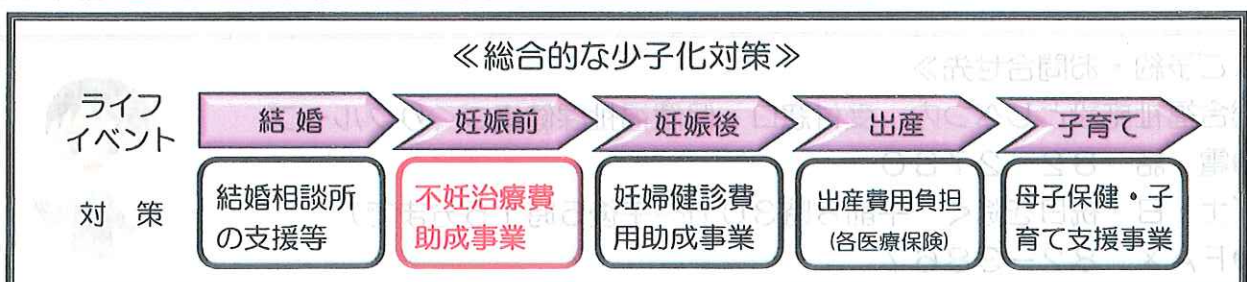 ≪総合的な少子化対策≫
ライフ
イベント
結 婚
妊娠前
妊娠後
出 産
子育て
対 策
結婚相談所
の支援等
不妊治療費
助成事業
妊婦健診費
用助成事業
出産費用負担
(各医療保険)
母子保健・子
育て支援事業